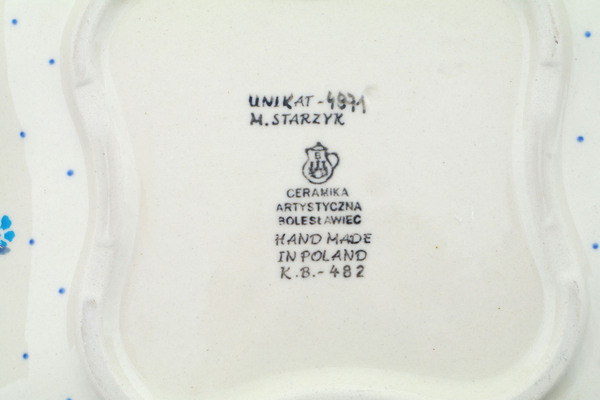 UNIKAT-4971
M. STARZYK
B
CERAMIKA
ARTYSTYCZNA
BOLESŁAWIEC
HAND MADE
IN POLAND
K.B.-482